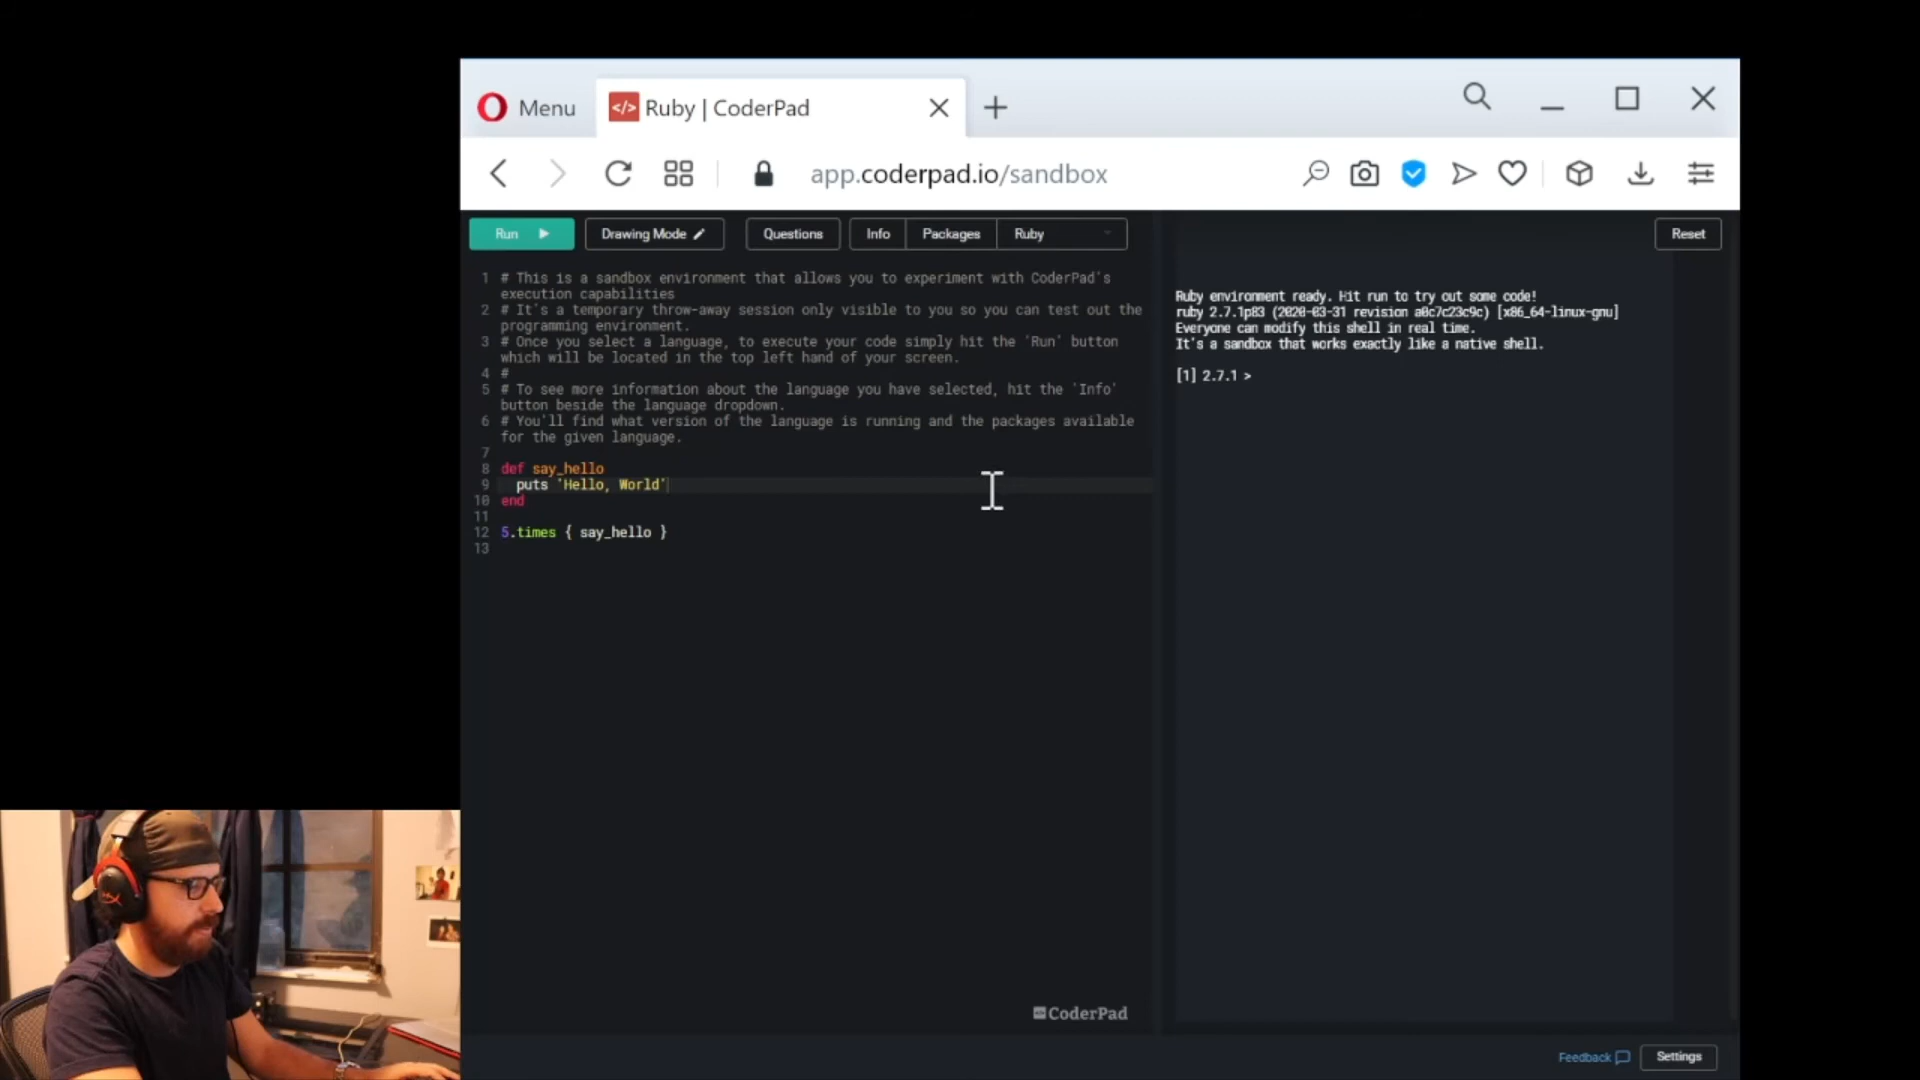 Menu
</> Ruby | CoderPad
app.coderpad.io/sandbox
Run
Drawing Mode
Questions
Info
Packages
Ruby
Reset
1 # This is a sandbox environment that allows you to experiment with CoderPad's
execution capabilities
2 # It's a temporary throw-away session only visible to you so you can test out the
programming environment.
3 # Once you select a language, to execute your code simply hit the 'Run' button
which will be located in the top left hand of your screen.
4 #
5 # To see more information about the language you have selected, hit the 'Info'
button beside the language dropdown.
6 # You'll find what version of the language is running and the packages available
for the given language.
7
8 def say_hello
9   puts 'Hello, World'
10 end
11
12 5.times { say_hello }
13
Ruby environment ready. Hit run to try out some code!
ruby 2.7.1p83 (2020-03-31 revision a0c7c23c9c) [x86_64-linux-gnu]
Everyone can modify this shell in real time.
It's a sandbox that works exactly like a native shell.
[1] 2.7.1 >
CoderPad
Feedback
Settings